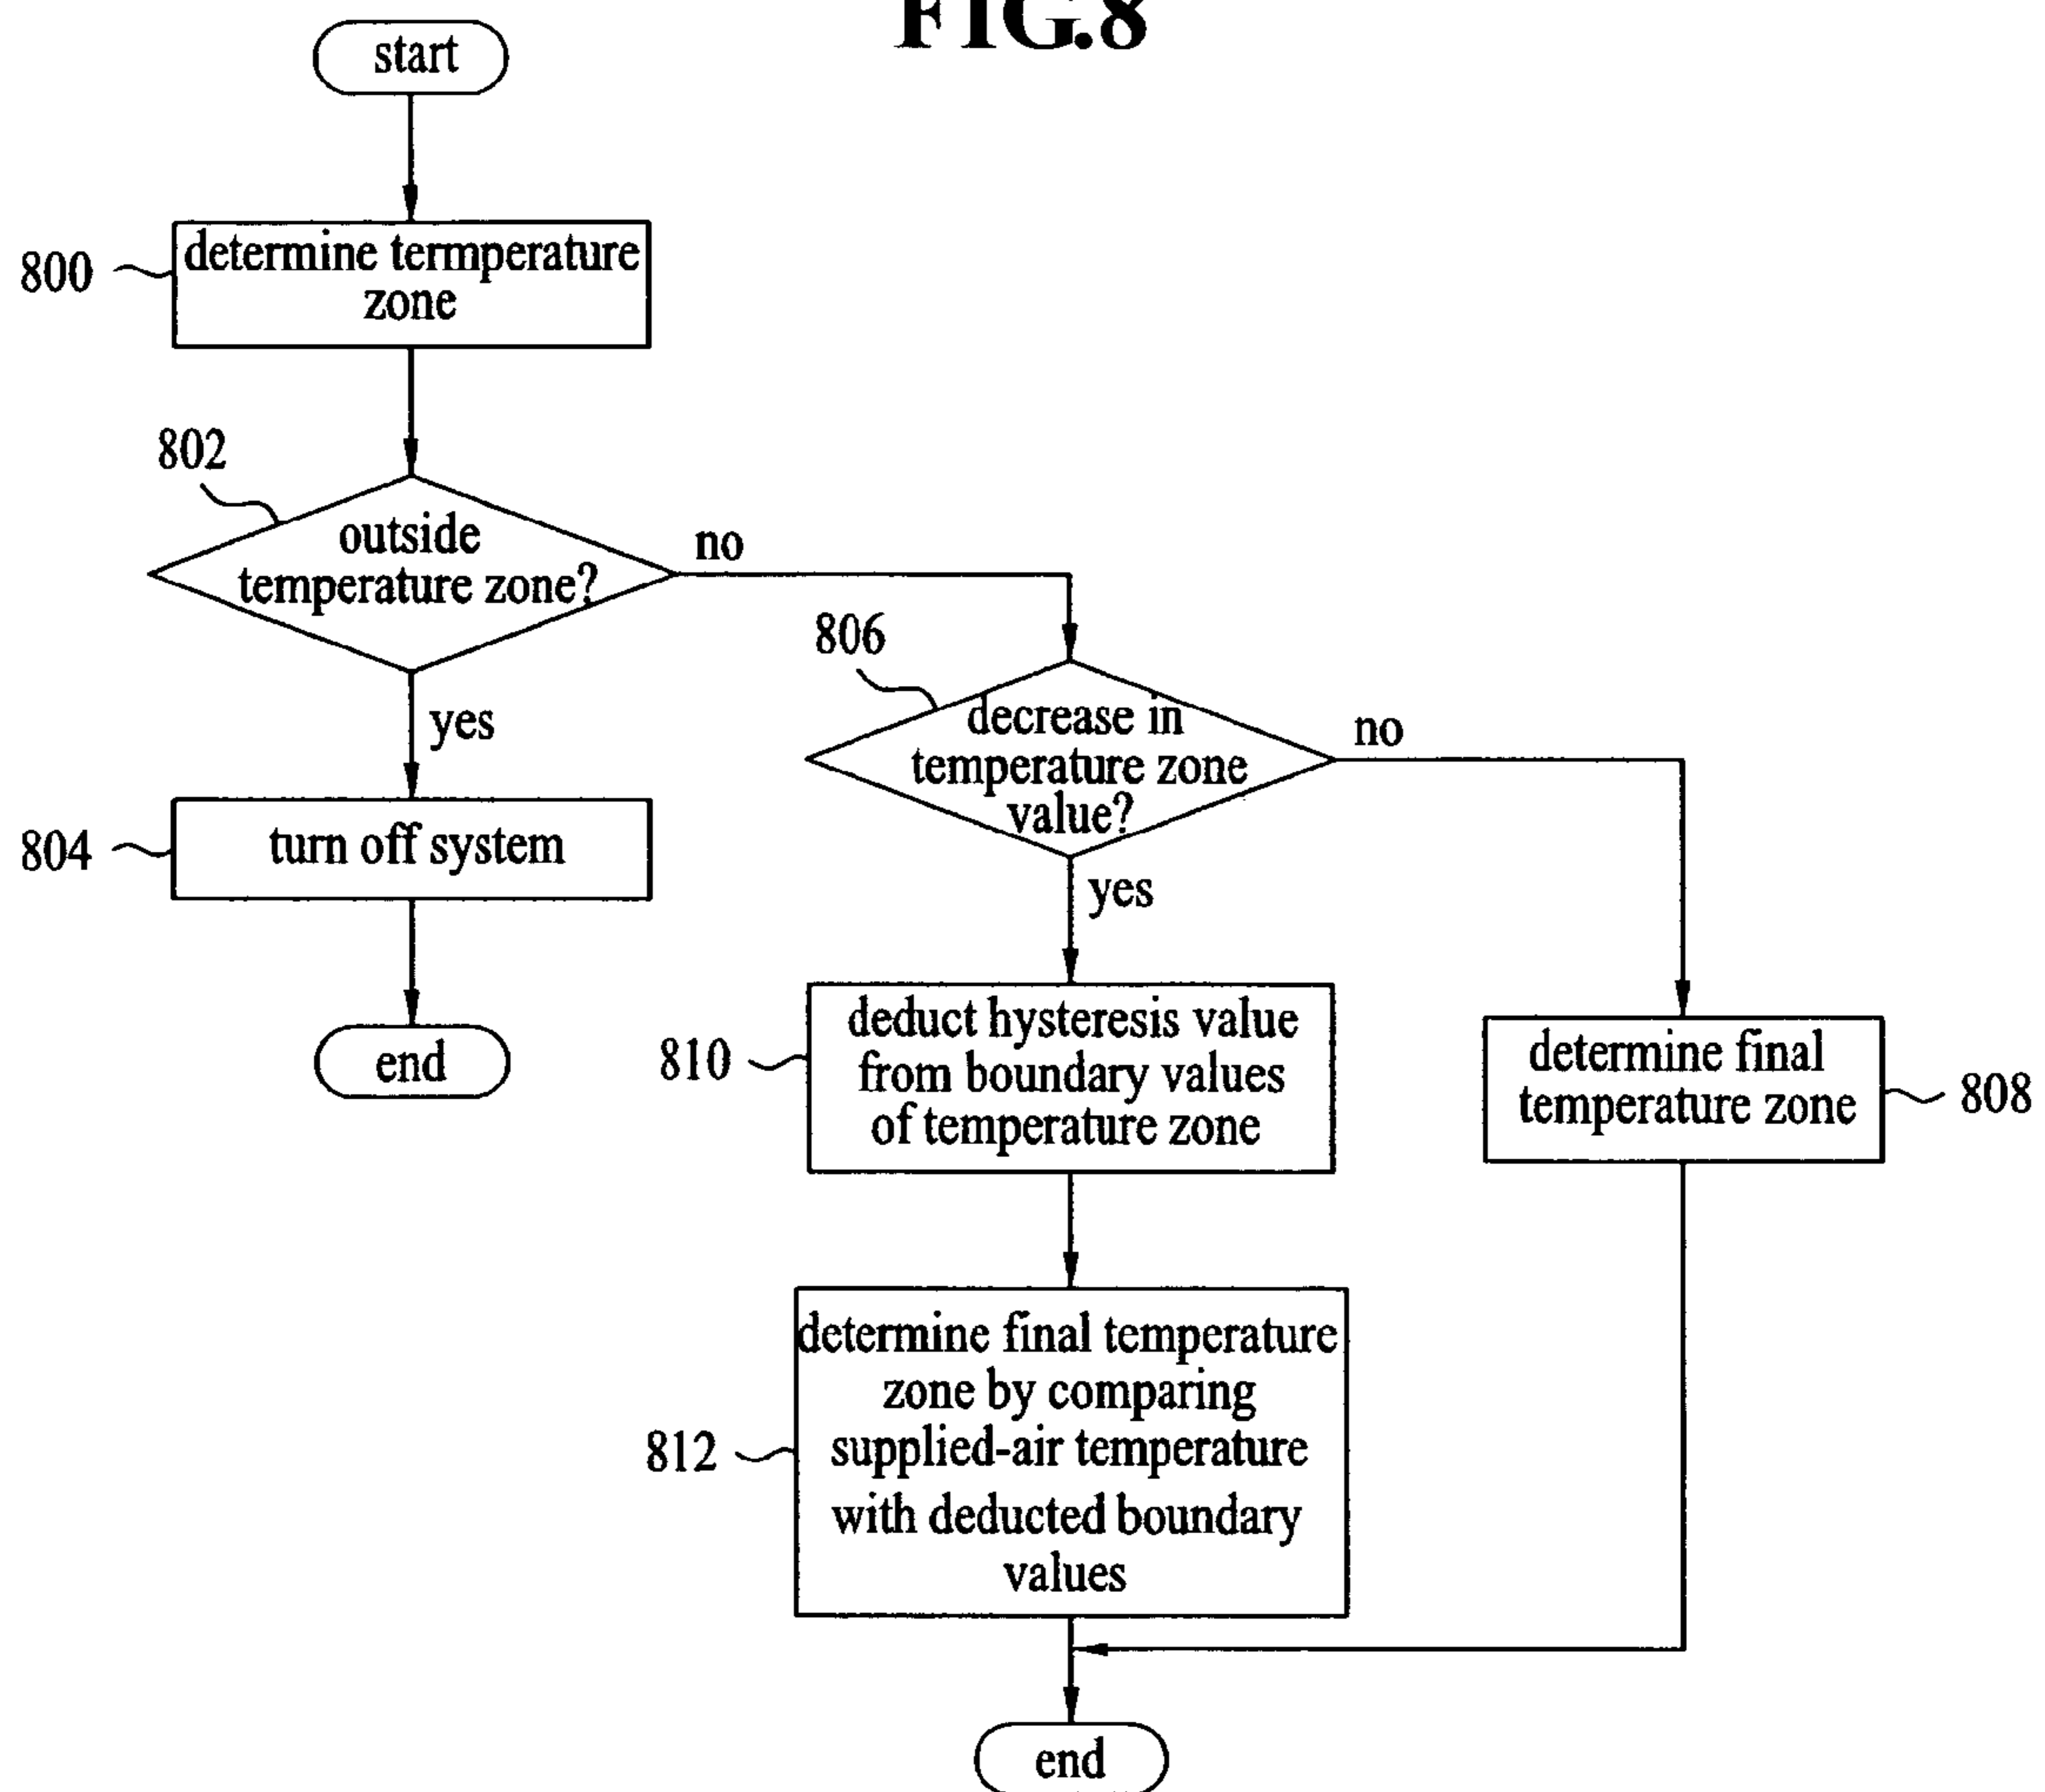 FIG.8
start
800
determine termperature
zone
802
outside
temperature zone?
no
yes
804
turn off system
end
806
decrease in
temperature zone
value?
no
yes
810
deduct hysteresis value
from boundary values
of temperature zone
determine final
temperature zone
808
812
determine final temperature
zone by comparing
supplied-air temperature
with deducted boundary
values
end